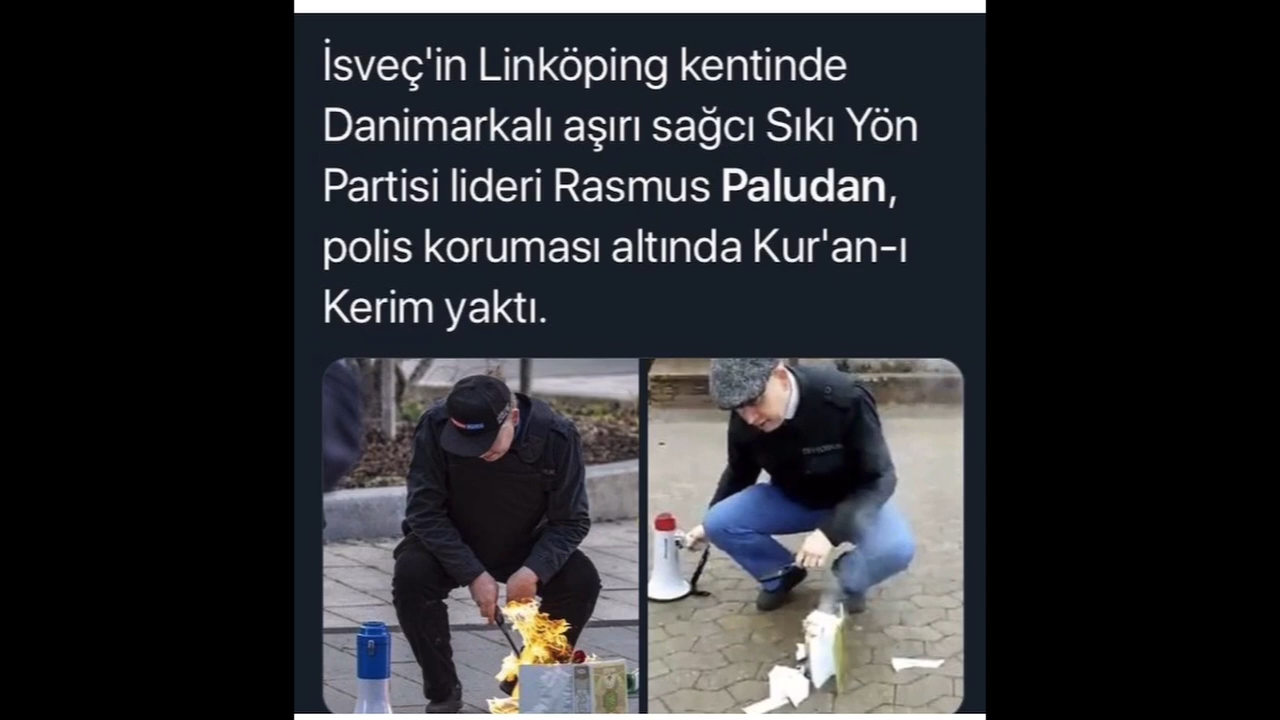 İsveç'in Linköping kentinde
Danimarkalı aşırı sağcı Sıkı Yön
Partisi lideri Rasmus Paludan,
polis koruması altında Kur'an-ı
Kerim yaktı.